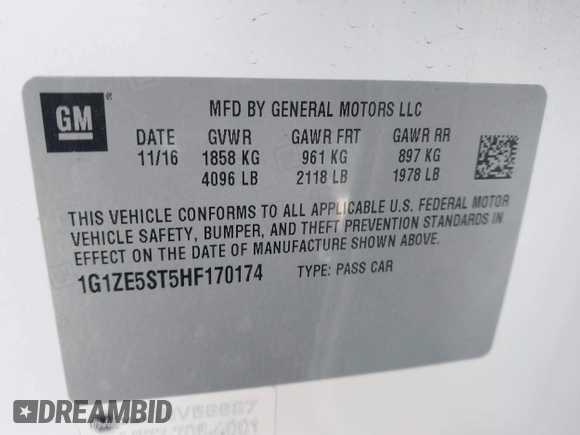 GM
MFD BY GENERAL MOTORS LLC
DATE GVWR GAWR FRT GAWR RR
11/16 1858 KG 961 KG 897 KG
4096 LB 2118 LB 1978 LB
THIS VEHICLE CONFORMS TO ALL APPLICABLE U.S. FEDERAL MOTOR
VEHICLE SAFETY, BUMPER, AND THEFT PREVENTION STANDARDS IN
EFFECT ON THE DATE OF MANUFACTURE SHOWN ABOVE.
1G1ZE5ST5HF170174 TYPE: PASS CAR
DREAMBID